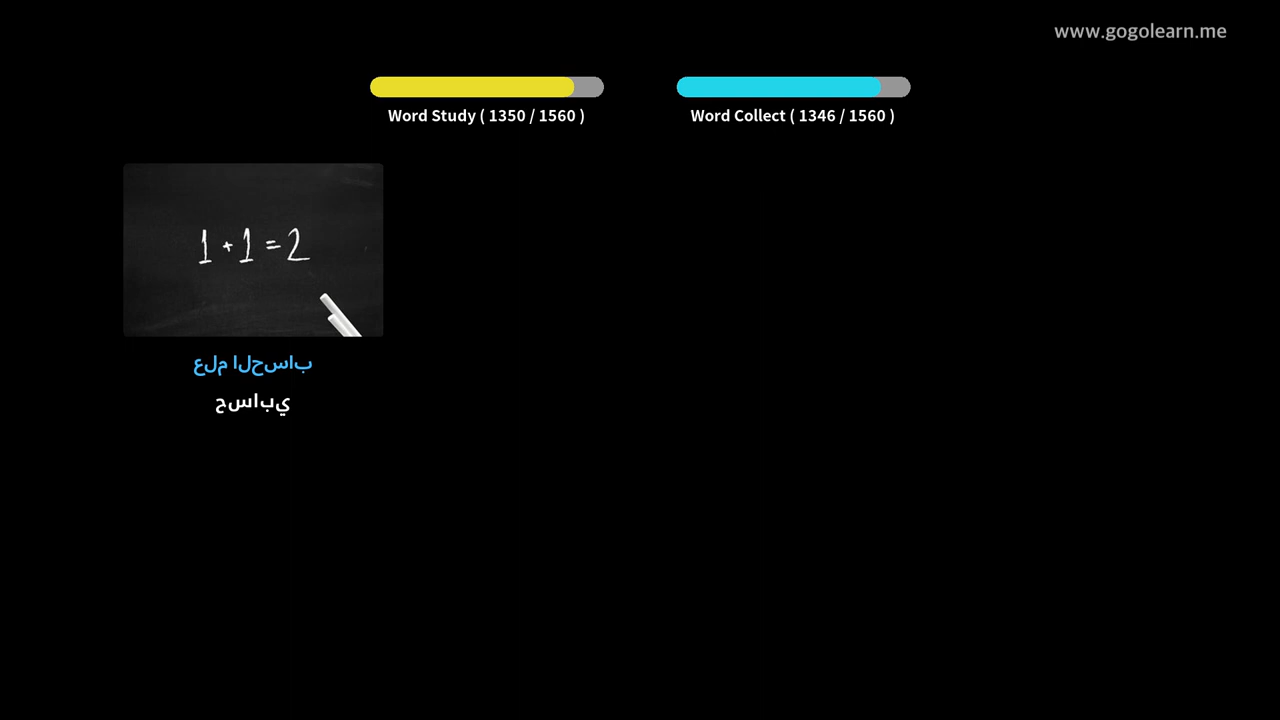 www.gogolearn.me
Word Study ( 1350 / 1560 )
Word Collect ( 1346 / 1560 )
1 + 1 = 2
علم الحساب
حسابي